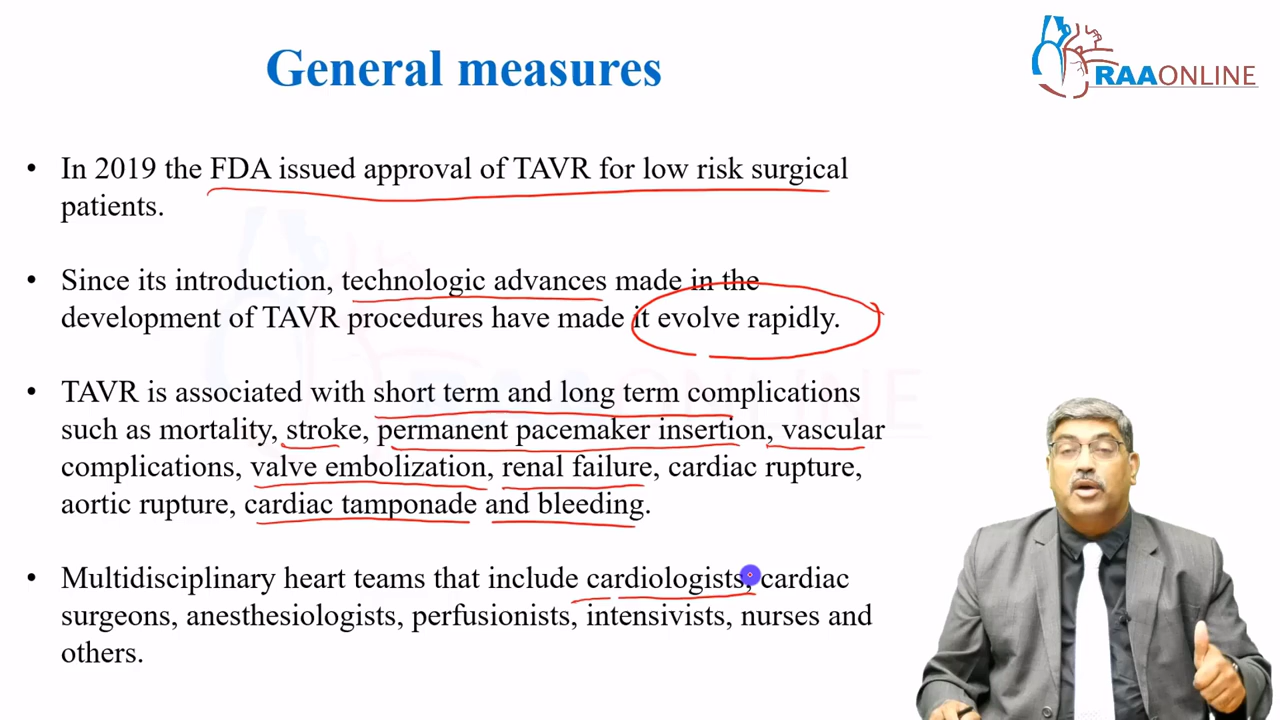 General measures
RAAONLINE
• In 2019 the FDA issued approval of TAVR for low risk surgical
patients.
• Since its introduction, technologic advances made in the
development of TAVR procedures have made it evolve rapidly.
• TAVR is associated with short term and long term complications
such as mortality, stroke, permanent pacemaker insertion, vascular
complications, valve embolization, renal failure, cardiac rupture,
aortic rupture, cardiac tamponade and bleeding.
• Multidisciplinary heart teams that include cardiologists, cardiac
surgeons, anesthesiologists, perfusionists, intensivists, nurses and
others.
RAAONLINE